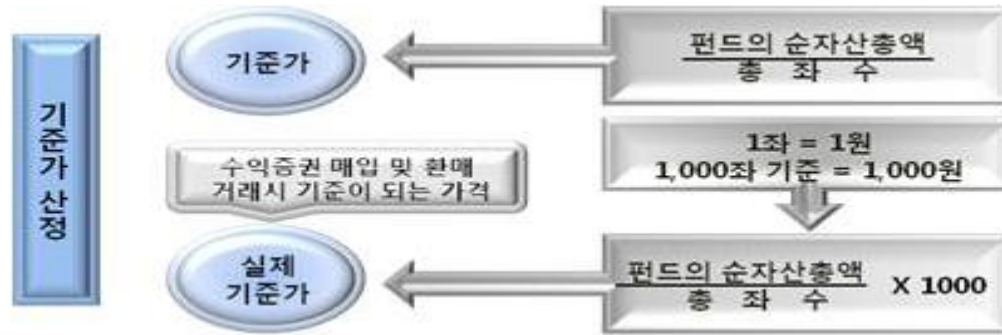 기준가 산정
기준가
펀드의 순자산총액
총 좌 수
수익증권 매입 및 환매
거래시 기준이 되는 가격
1좌 = 1원
1,000좌 기준 = 1,000원
실제
기준가
펀드의 순자산총액
총 좌 수
X 1000